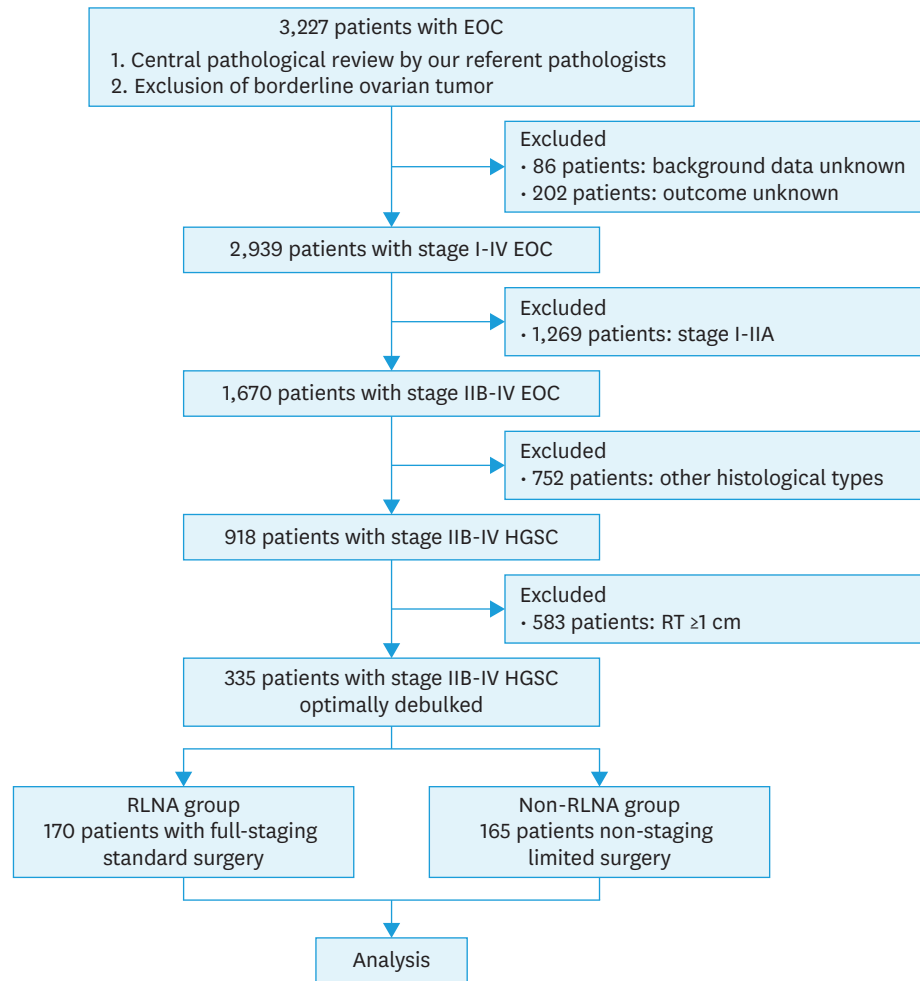 3,227 patients with EOC
1. Central pathological review by our referent pathologists
2. Exclusion of borderline ovarian tumor
Excluded
· 86 patients: background data unknown
· 202 patients: outcome unknown
2,939 patients with stage I-IV EOC
Excluded
· 1,269 patients: stage I-IIA
1,670 patients with stage IIB-IV EOC
Excluded
· 752 patients: other histological types
918 patients with stage IIB-IV HGSC
Excluded
· 583 patients: RT ≥1 cm
335 patients with stage IIB-IV HGSC
optimally debulked
RLNA group
170 patients with full-staging
standard surgery
Non-RLNA group
165 patients non-staging
limited surgery
Analysis